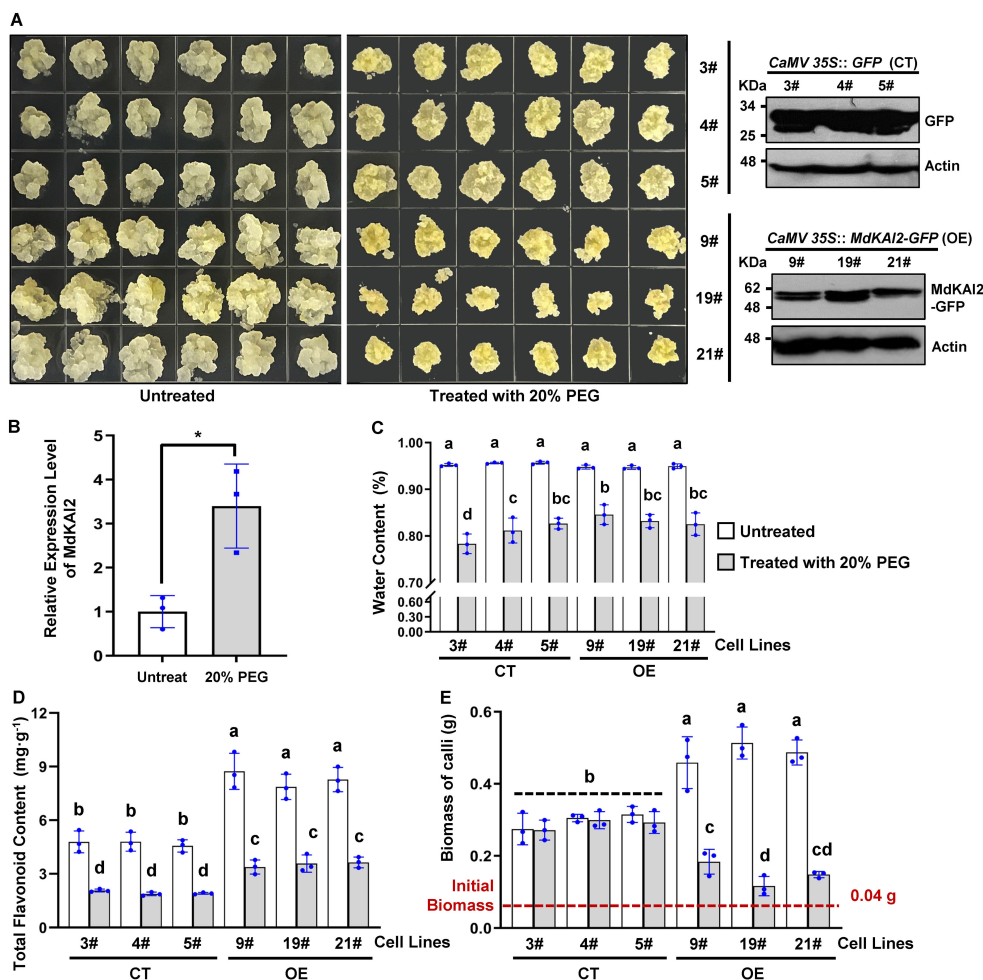 A
3#
4#
5#
9#
19#
21#
Untreated
Treated with 20% PEG
CaMV 35S:: GFP (CT)
KDa 3# 4# 5#
34
25
GFP
48
Actin
CaMV 35S:: MdKAI2-GFP (OE)
KDa 9# 19# 21#
62
48
MdKAI2
-GFP
48
Actin
B
Relative Expression Level
of MdKAI2
5
4
3
2
1
0
*
Untreat 20% PEG
C
Water Content (%)
1.00
0.90
0.80
0.70
0.60
0.30
0.00
a a a a a a
d c bc b bc bc
3# 4# 5# 9# 19# 21# Cell Lines
CT OE
Untreated
Treated with 20% PEG
D
Total Flavonoid Content (mg·g-1)
12
9
6
3
0
b b b a a a
d d d c c c
3# 4# 5# 9# 19# 21# Cell Lines
CT OE
E
Biomass of calli (g)
0.6
0.4
0.2
0.0
b a a a
c d cd
Initial
Biomass
0.04 g
3# 4# 5# 9# 19# 21# Cell Lines
CT OE